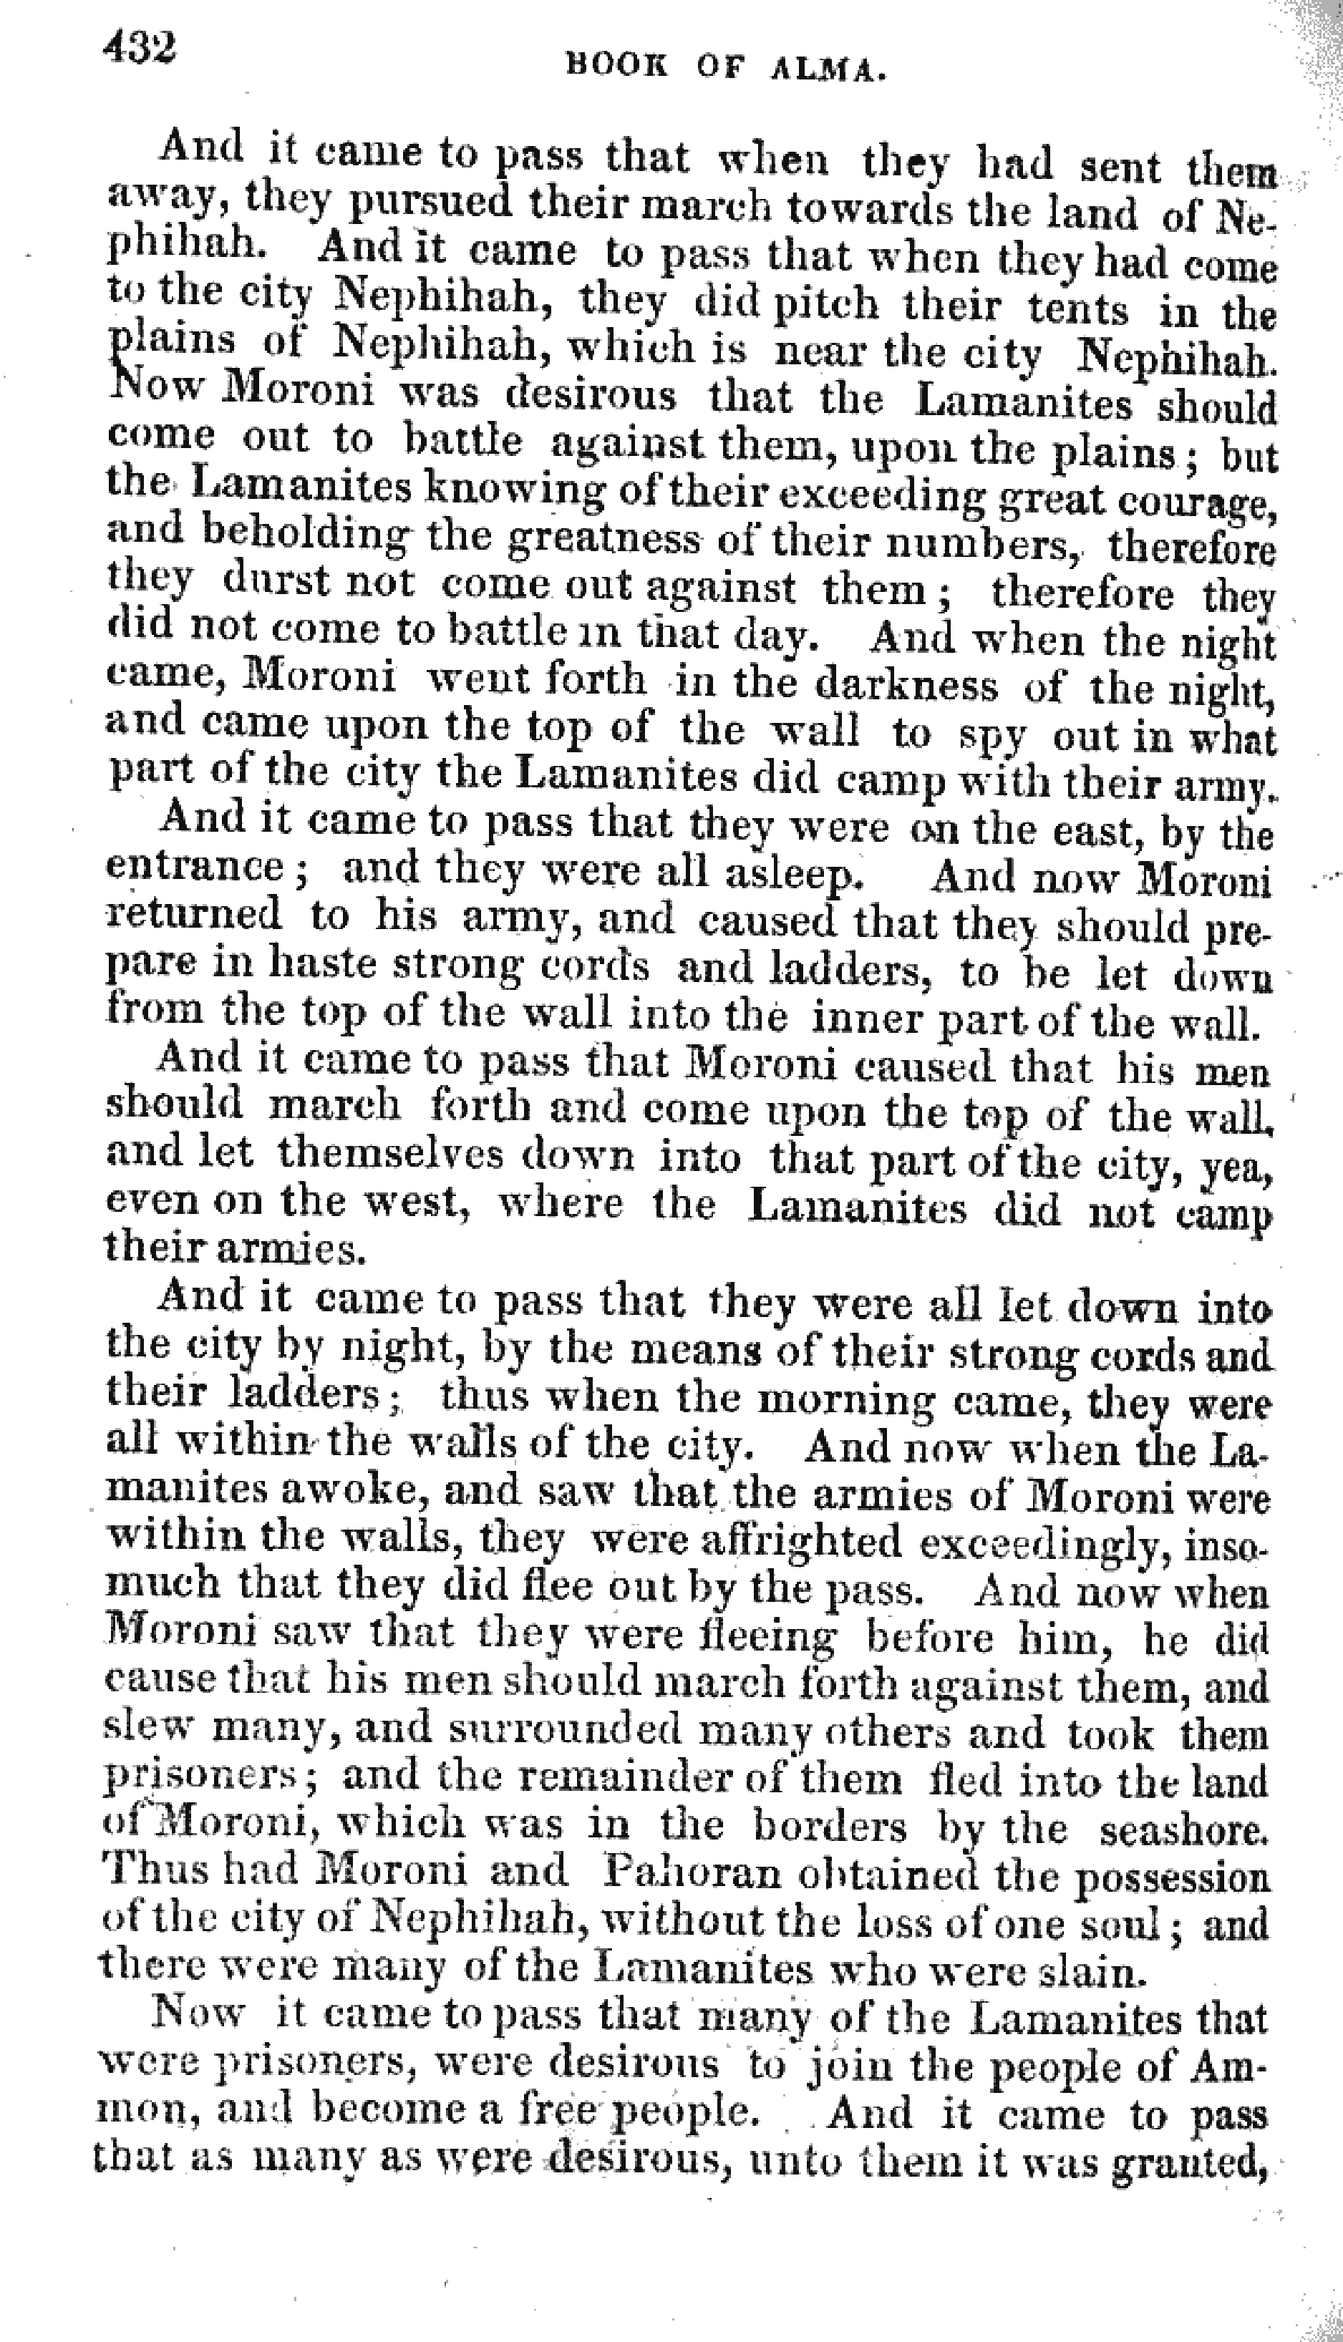 432
BOOK OF ALMA.
And it came to pass that when they had sent them
away, they pursued their march towards the land of Ne-
phihah. And it came to pass that when they had come
to the city Nephihah, they did pitch their tents in the
plains of Nephihah, which is near the city Nephihah.
Now Moroni was desirous that the Lamanites should
come out to battle against them, upon the plains; but
the Lamanites knowing of their exceeding great courage,
and beholding the greatness of their numbers, therefore
they durst not come out against them; therefore they
did not come to battle in that day. And when the night
came, Moroni went forth in the darkness of the night,
and came upon the top of the wall to spy out in what
part of the city the Lamanites did camp with their army.
And it came to pass that they were on the east, by the
entrance; and they were all asleep. And now Moroni
returned to his army, and caused that they should pre-
pare in haste strong cords and ladders, to be let down
from the top of the wall into the inner part of the wall.
And it came to pass that Moroni caused that his men
should march forth and come upon the top of the wall,
and let themselves down into that part of the city, yea,
even on the west, where the Lamanites did not camp
their armies.
And it came to pass that they were all let down into
the city by night, by the means of their strong cords and
their ladders; thus when the morning came, they were
all within the walls of the city. And now when the La-
manites awoke, and saw that the armies of Moroni were
within the walls, they were affrighted exceedingly, inso-
much that they did flee out by the pass. And now when
Moroni saw that they were fleeing before him, he did
cause that his men should march forth against them, and
slew many, and surrounded many others and took them
prisoners; and the remainder of them fled into the land
of Moroni, which was in the borders by the seashore.
Thus had Moroni and Pahoran obtained the possession
of the city of Nephihah, without the loss of one soul; and
there were many of the Lamanites who were slain.
Now it came to pass that many of the Lamanites that
were prisoners, were desirous to join the people of Am-
mon, and become a free people. And it came to pass
that as many as were desirous, unto them it was granted,